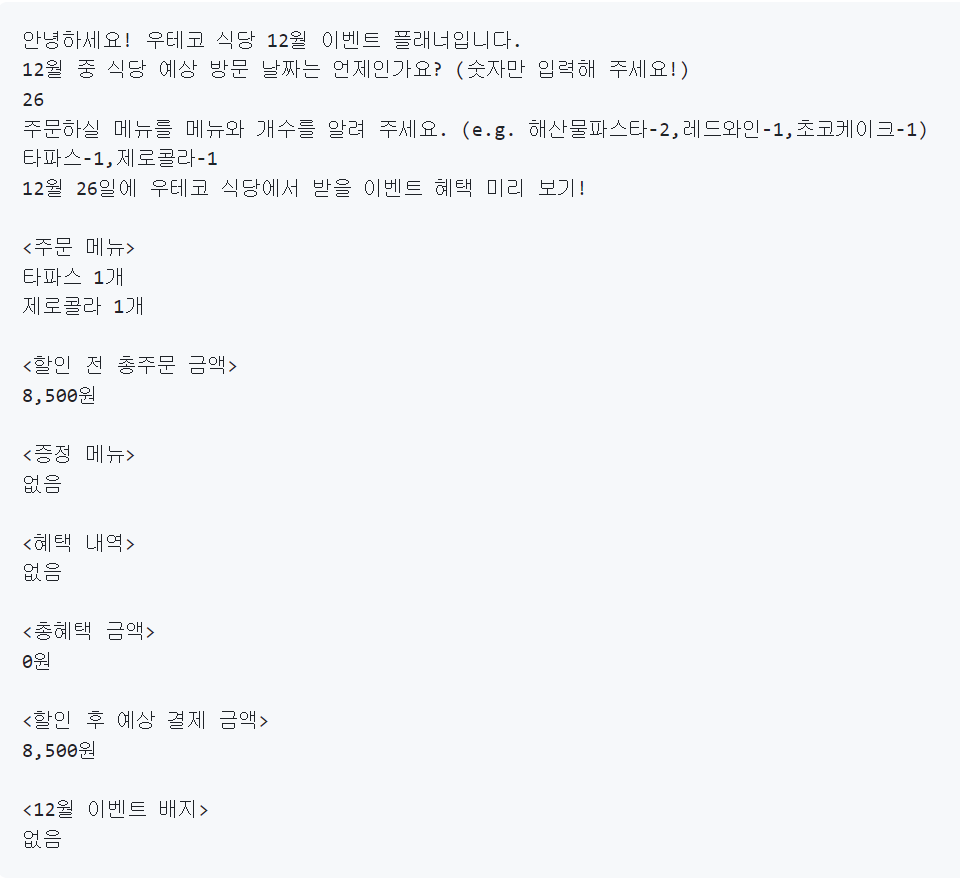 안녕하세요! 우테코 식당 12월 이벤트 플래너입니다.
12월 중 식당 예상 방문 날짜는 언제인가요? (숫자만 입력해 주세요!)
26
주문하실 메뉴를 메뉴와 개수를 알려 주세요. (e.g. 해산물파스타-2,레드와인-1,초코케이크-1)
타파스-1,제로콜라-1
12월 26일에 우테코 식당에서 받을 이벤트 혜택 미리 보기!
<주문 메뉴>
타파스 1개
제로콜라 1개
<할인 전 총주문 금액>
8,500원
<증정 메뉴>
없음
<혜택 내역>
없음
<총혜택 금액>
0원
<할인 후 예상 결제 금액>
8,500원
<12월 이벤트 배지>
없음